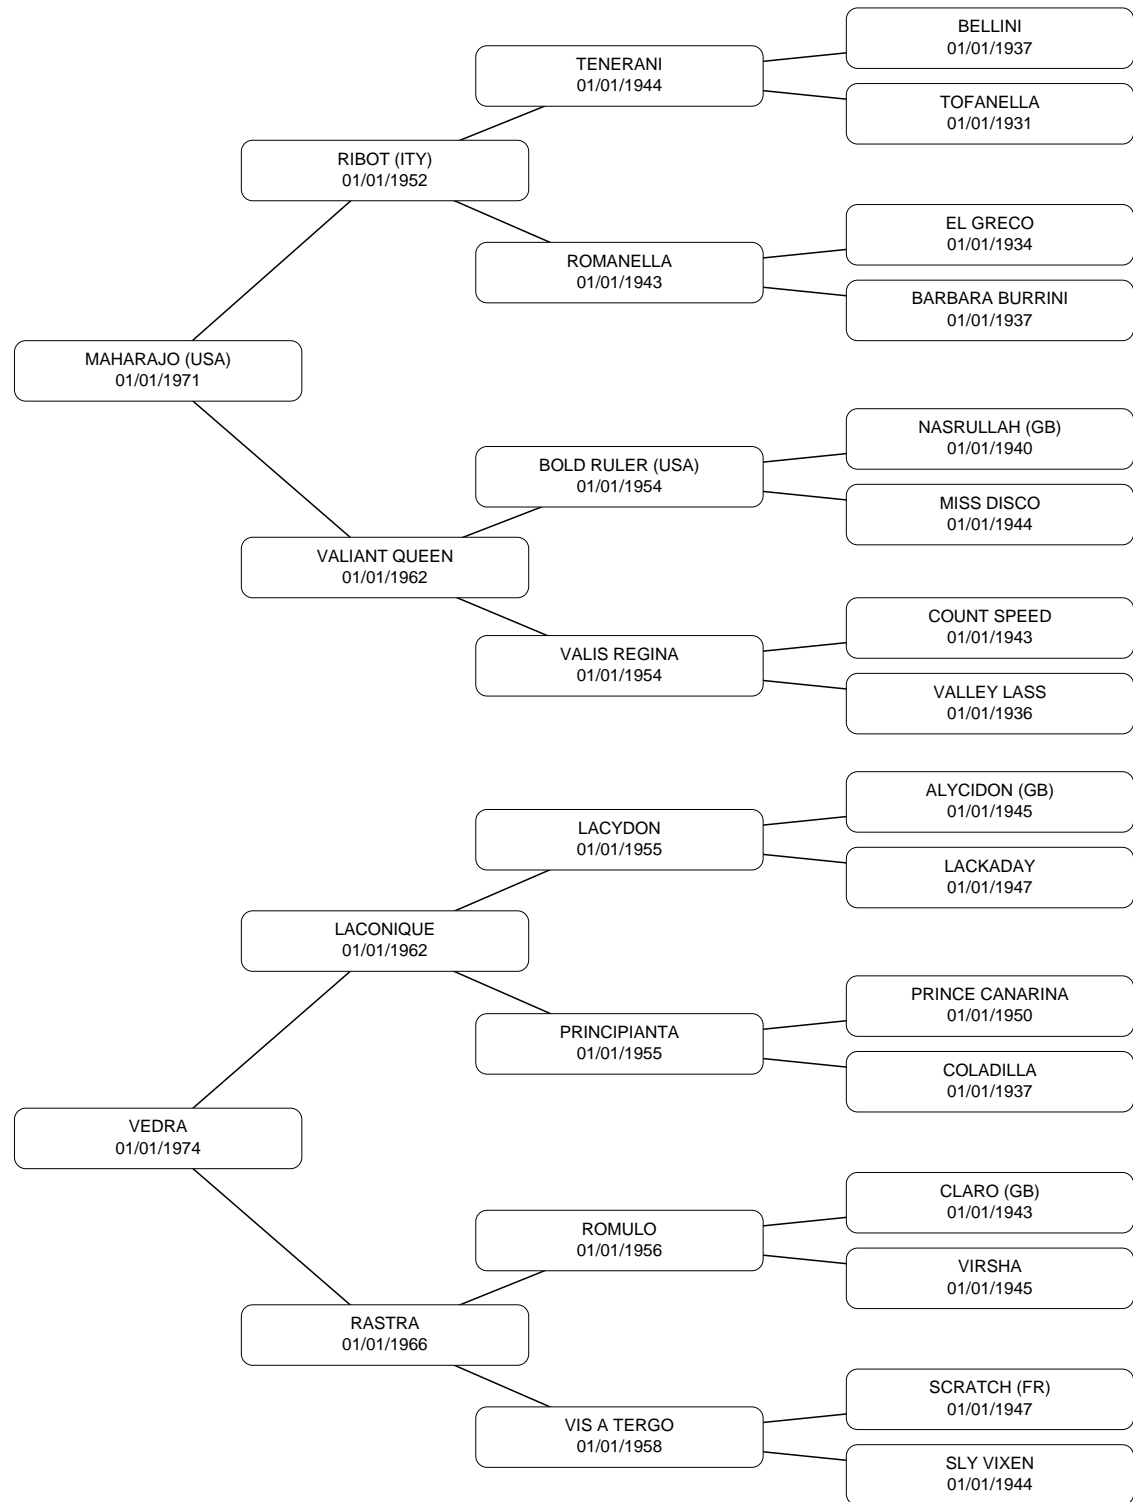 BELLINI
01/01/1937
TENERANI
01/01/1944
TOFANELLA
01/01/1931
RIBOT (ITY)
01/01/1952
EL GRECO
01/01/1934
ROMANELLA
01/01/1943
BARBARA BURRINI
01/01/1937
MAHARAJO (USA)
01/01/1971
NASRULLAH (GB)
01/01/1940
BOLD RULER (USA)
01/01/1954
MISS DISCO
01/01/1944
VALIANT QUEEN
01/01/1962
COUNT SPEED
01/01/1943
VALIS REGINA
01/01/1954
VALLEY LASS
01/01/1936
ALYCIDON (GB)
01/01/1945
LACYDON
01/01/1955
LACKADAY
01/01/1947
LACONIQUE
01/01/1962
PRINCE CANARINA
01/01/1950
PRINCIPIANTA
01/01/1955
COLADILLA
01/01/1937
VEDRA
01/01/1974
CLARO (GB)
01/01/1943
ROMULO
01/01/1956
VIRSHA
01/01/1945
RASTRA
01/01/1966
SCRATCH (FR)
01/01/1947
VIS A TERGO
01/01/1958
SLY VIXEN
01/01/1944